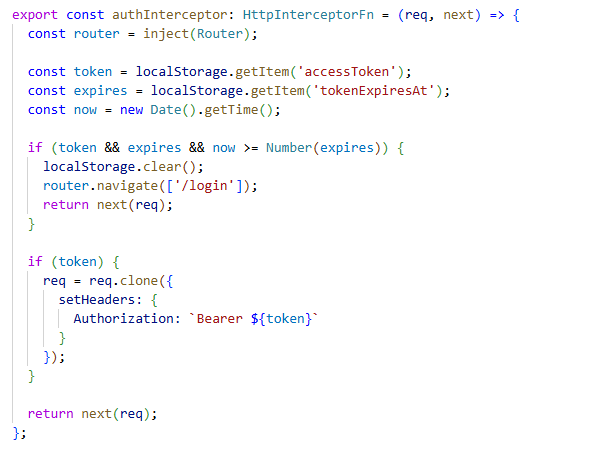 export const authInterceptor: HttpInterceptorFn = (req, next) => {
  const router = inject(Router);

  const token = localStorage.getItem('accessToken');
  const expires = localStorage.getItem('tokenExpiresAt');
  const now = new Date().getTime();

  if (token && expires && now >= Number(expires)) {
    localStorage.clear();
    router.navigate(['/login']);
    return next(req);
  }

  if (token) {
    req = req.clone({
      setHeaders: {
        Authorization: `Bearer ${token}`
      }
    });
  }

  return next(req);
};